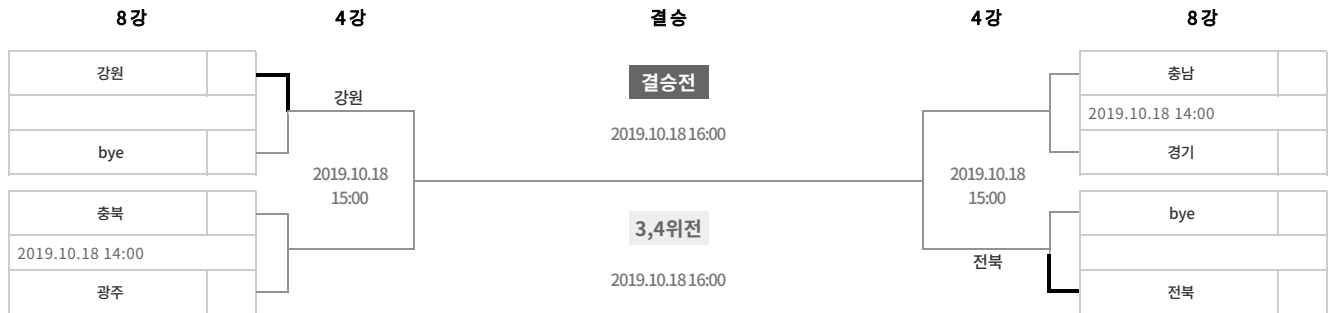 8강
4강
결승
4강
8강
강원
bye
충북
2019.10.18 14:00
광주
강원
2019.10.18
15:00
결승전
2019.10.18 16:00
3,4위전
2019.10.18 16:00
2019.10.18
15:00
전북
충남
2019.10.18 14:00
경기
bye
전북